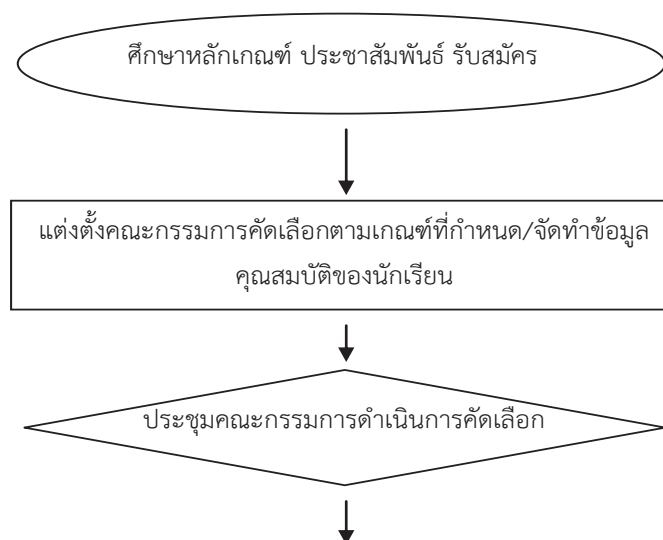 ศึกษาหลักเกณฑ์ ประชาสัมพันธ์ รับสมัคร
แต่งตั้งคณะกรรมการคัดเลือกตามเกณฑ์ที่กำหนด/จัดทำข้อมูล
คุณสมบัติของนักเรียน
ประชุมคณะกรรมการดำเนินการคัดเลือก